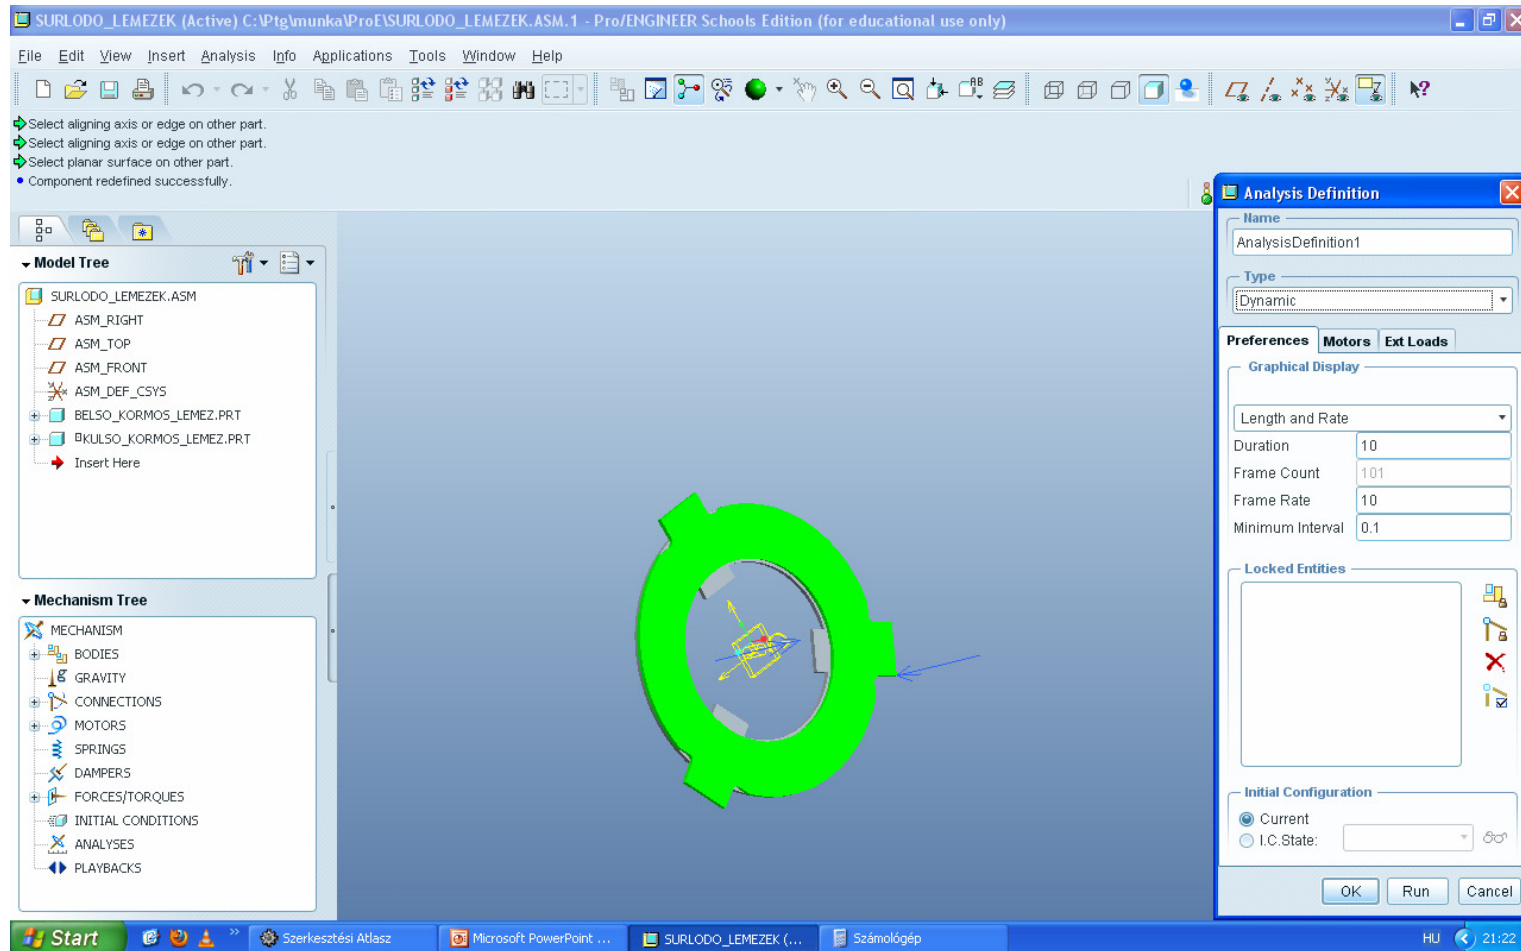 SURLODO_LEMEZEK (Active) C:\Ptg\munka\ProE\SURLODO_LEMEZEK.ASM.1 - Pro/ENGINEER Schools Edition (for educational use only)
File Edit View Insert Analysis Info Applications Tools Window Help
Select aligning axis or edge on other part.
Select aligning axis or edge on other part.
Select planar surface on other part.
Component redefined successfully.
Model Tree
SURLODO_LEMEZEK.ASM
ASM_RIGHT
ASM_TOP
ASM_FRONT
ASM_DEF_CSYS
BELSO_KORMOS_LEMEZ.PRT
KULSO_KORMOS_LEMEZ.PRT
Insert Here
Mechanism Tree
MECHANISM
BODIES
GRAVITY
CONNECTIONS
MOTORS
SPRINGS
DAMPERS
FORCES/TORQUES
INITIAL CONDITIONS
ANALYSES
PLAYBACKS
Analysis Definition
Name
AnalysisDefinition1
Type
Dynamic
Preferences Motors Ext Loads
Graphical Display
Length and Rate
Duration 10
Frame Count 101
Frame Rate 10
Minimum Interval 0.1
Locked Entities
Initial Configuration
Current
I.C.State:
OK Run Cancel
Start Szerkesztési Atlasz Microsoft PowerPoint ... SURLODO_LEMEZEK (... Számológép HU 21:22